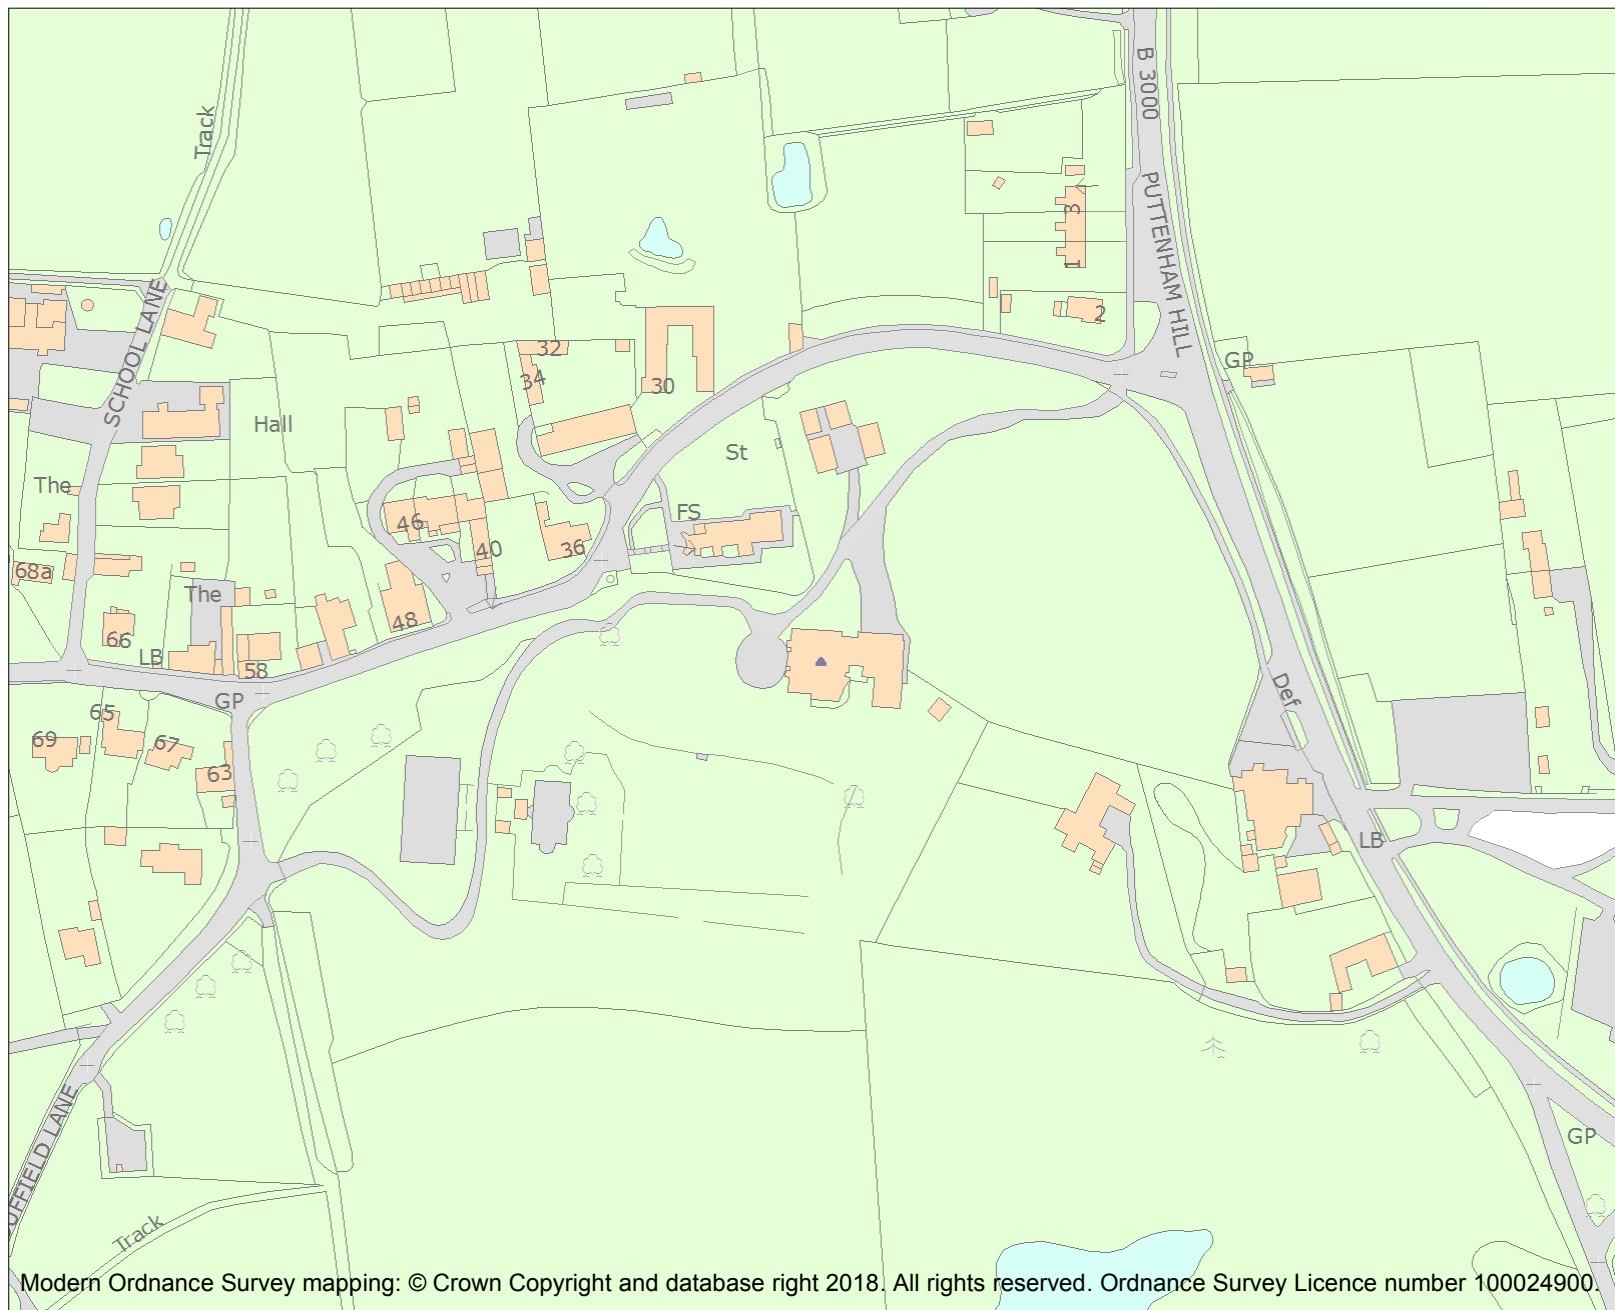 B 3000
Track
PUTTENHAM HILL
3
1
SCHOOL LANE
2
32
34
30
GP
Hall
St
The
FS
46
40
36
68a
The
48
66
LB
58
GP
Def
65
69
67
63
LB
UFFIELD LANE
GP
Track
Modern Ordnance Survey mapping: © Crown Copyright and database right 2018. All rights reserved. Ordnance Survey Licence number 100024900.